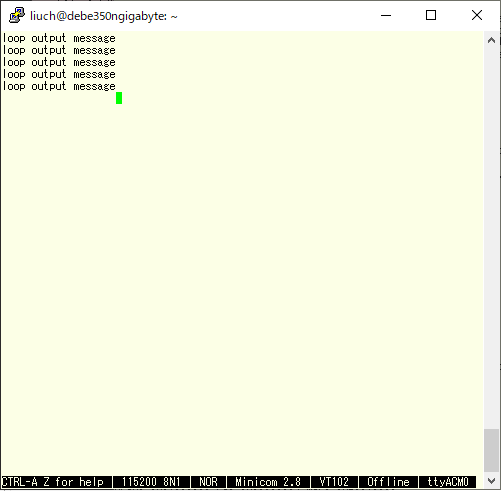 liuch@debe350ngigabyte: ~
loop output message
loop output message
loop output message
loop output message
loop output message
CTRL-A Z for help | 115200 8N1 | NOR | Minicom 2.8 | VT102 | Offline | ttyACM0